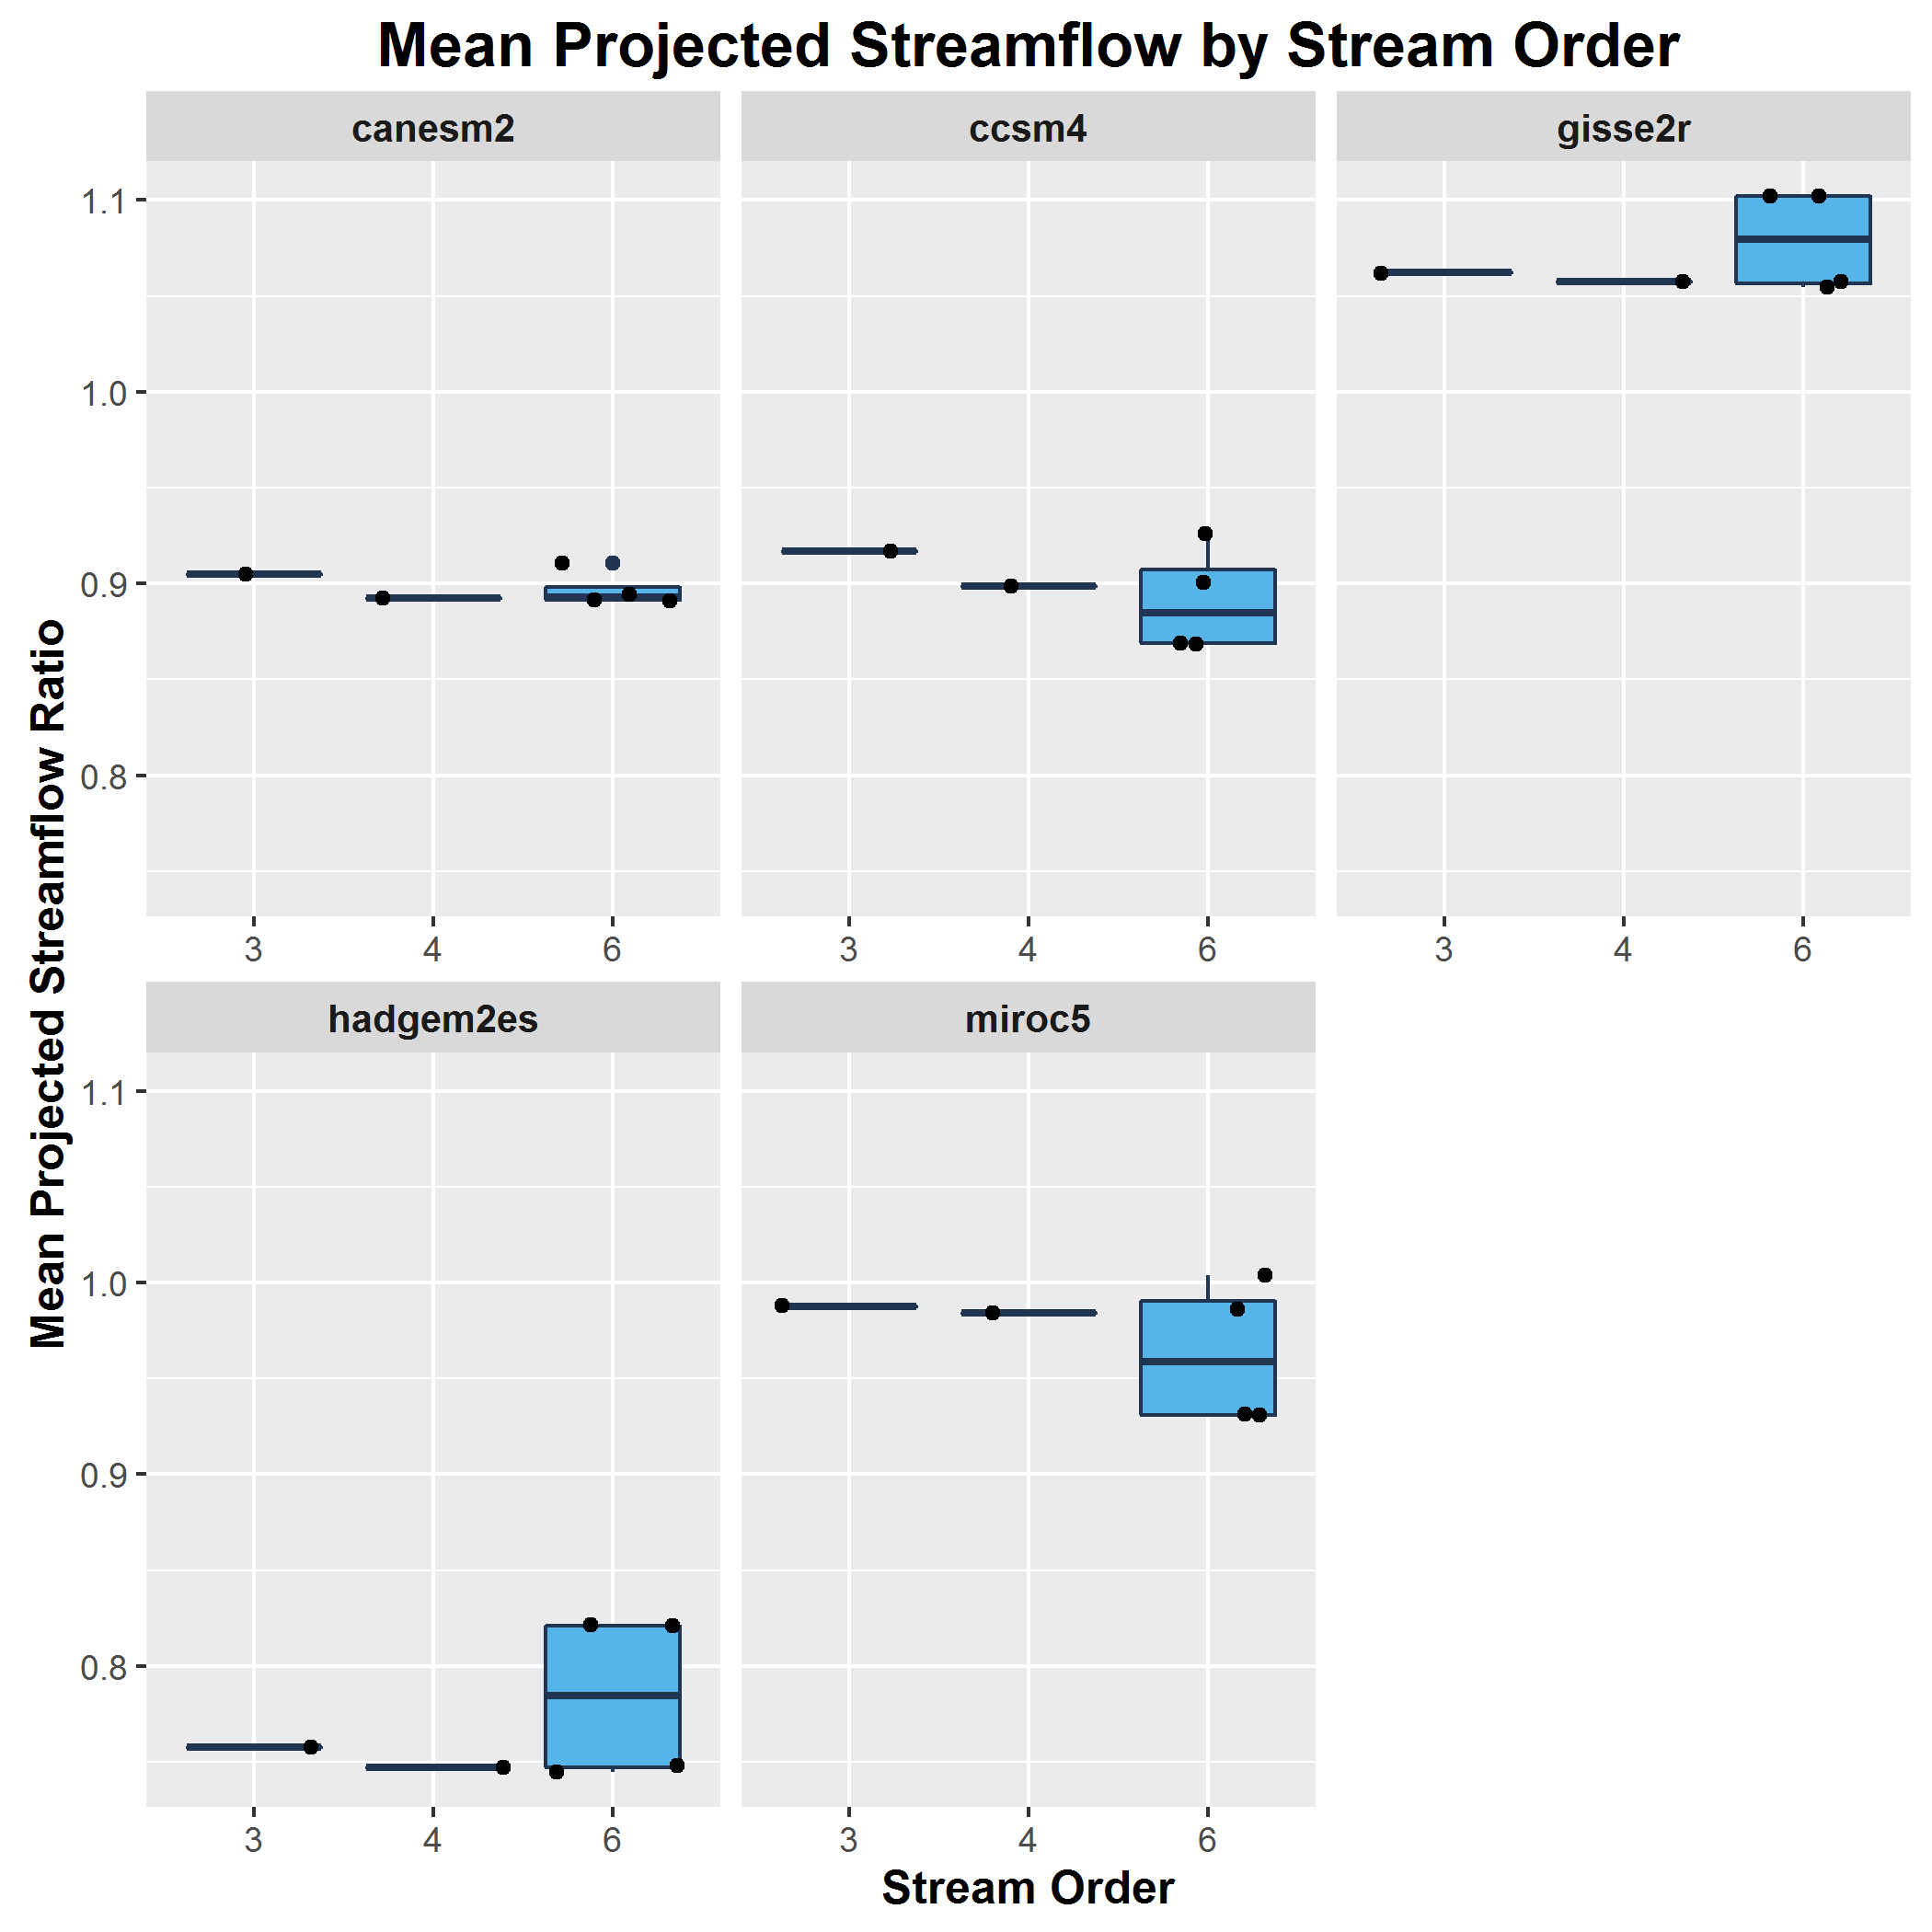 Mean Projected Streamflow by Stream Order
canesm2 ccsm4 gisse2r
1.1
1.0
0.9
0.8
3 4 6 3 4 6 3 4 6
Mean Projected Streamflow Ratio
hadgem2es miroc5
1.1
1.0
0.9
0.8
3 4 6 3 4 6
Stream Order